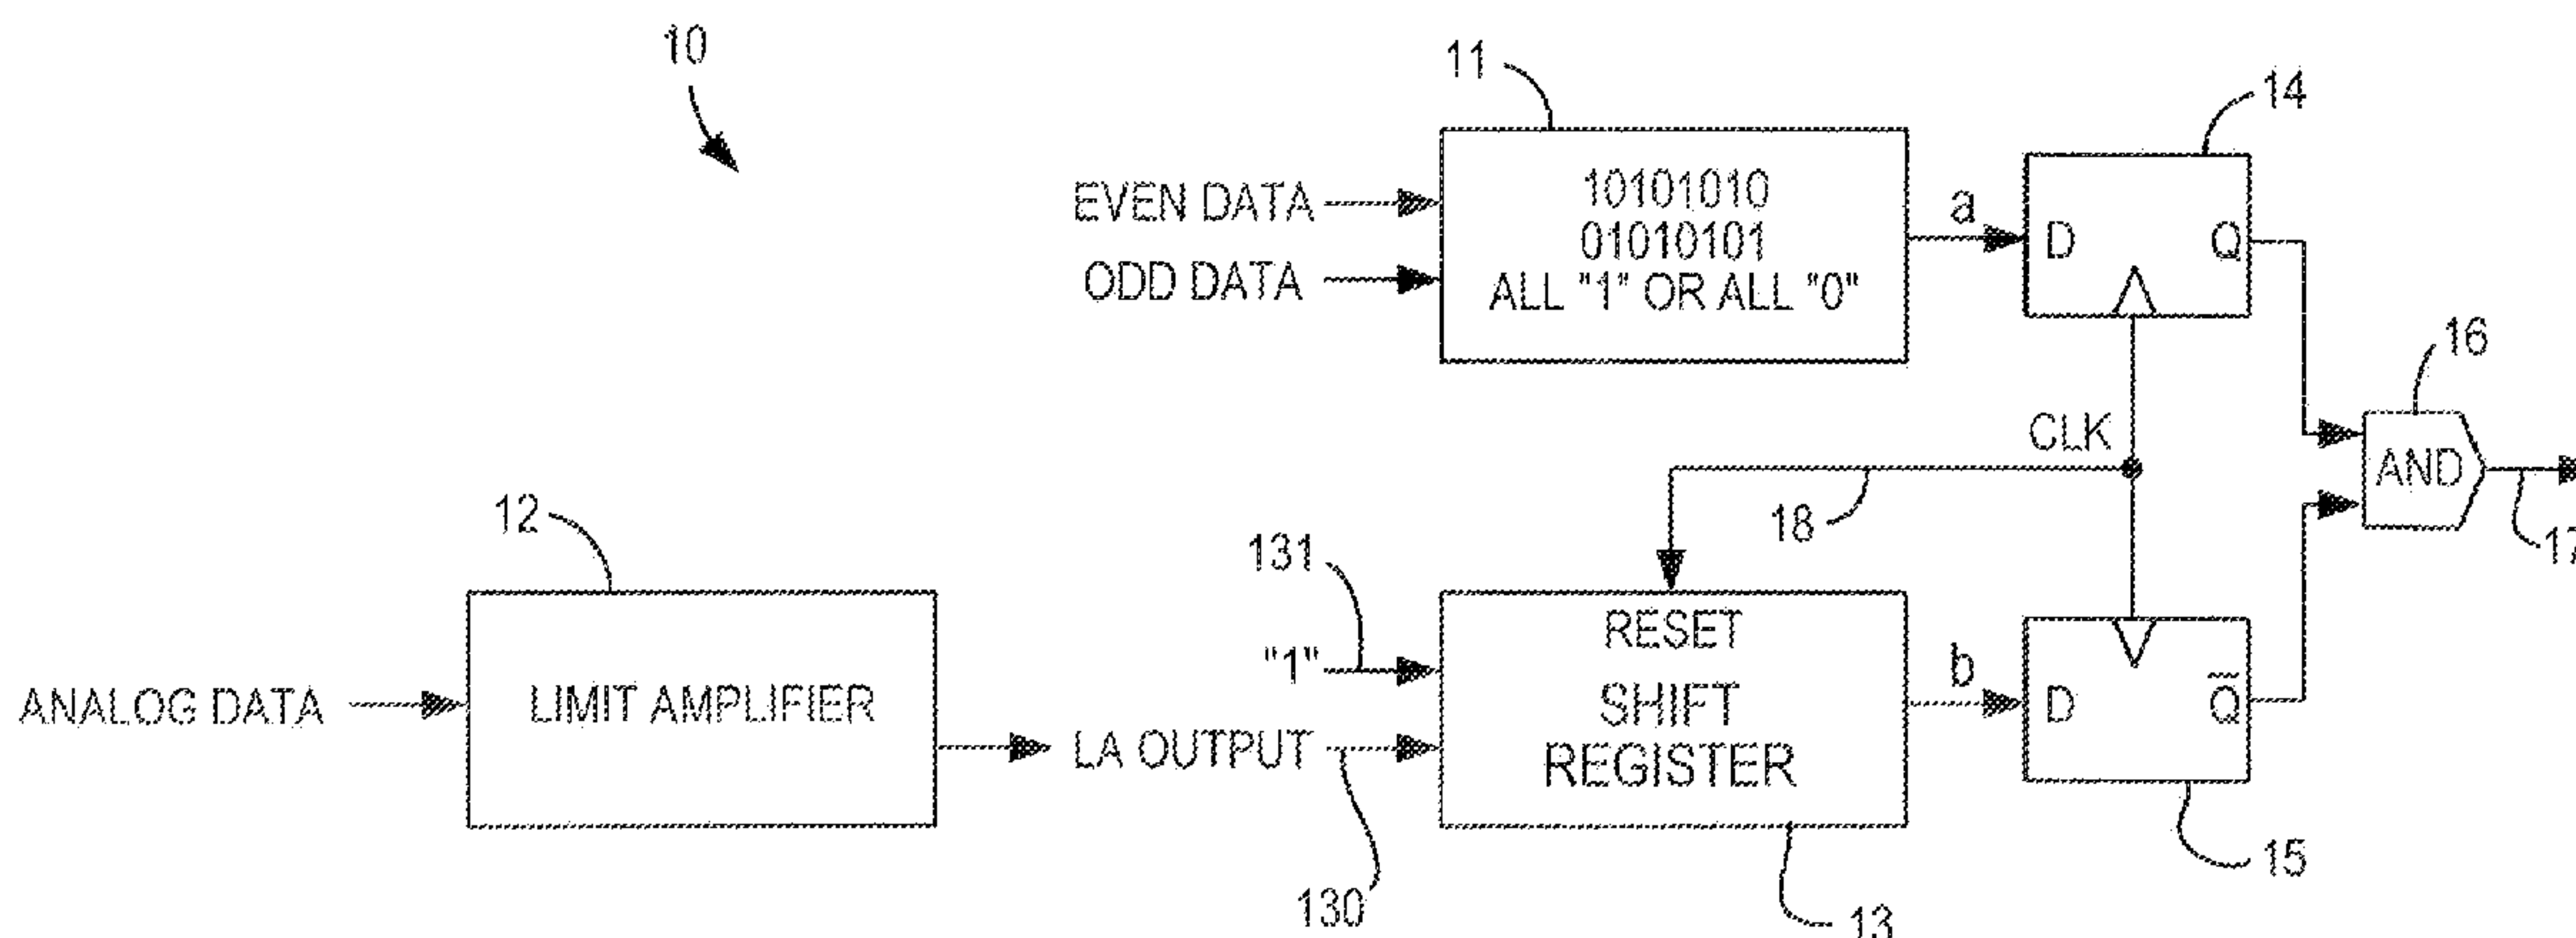 10
11
14
EVEN DATA
ODD DATA
10101010
01010101
ALL "1" OR ALL "0"
a
D
Q
16
CLK
AND
18
17
12
131
ANALOG DATA
LIMIT AMPLIFIER
"1"
LA OUTPUT
RESET
SHIFT
REGISTER
b
D
Q̅
130
13
15